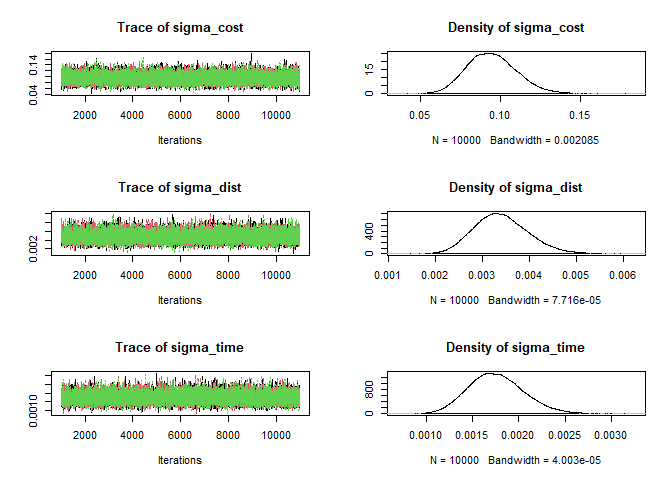 Trace of sigma_cost
0.04 0.14
2000 4000 6000 8000 10000
Iterations
Density of sigma_cost
0 15
0.05 0.10 0.15
N = 10000 Bandwidth = 0.002085
Trace of sigma_dist
0.002
2000 4000 6000 8000 10000
Iterations
Density of sigma_dist
0 400
0.001 0.002 0.003 0.004 0.005 0.006
N = 10000 Bandwidth = 7.716e-05
Trace of sigma_time
0.0010
2000 4000 6000 8000 10000
Iterations
Density of sigma_time
0 800
0.0010 0.0015 0.0020 0.0025 0.0030
N = 10000 Bandwidth = 4.003e-05